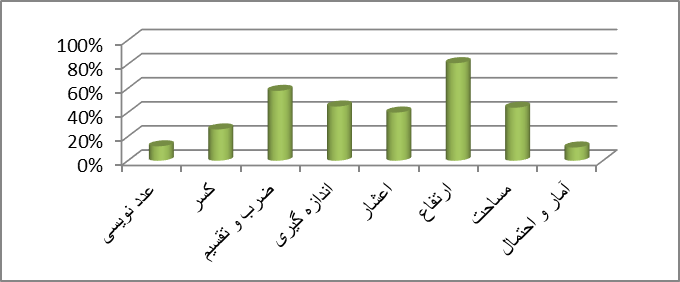 100%
80%
60%
40%
20%
0%
عدد نویسی
کسر
ضرب و تقسیم
اندازه گیری
اعشار
ارتفاع
مساحت
آمار و احتمال